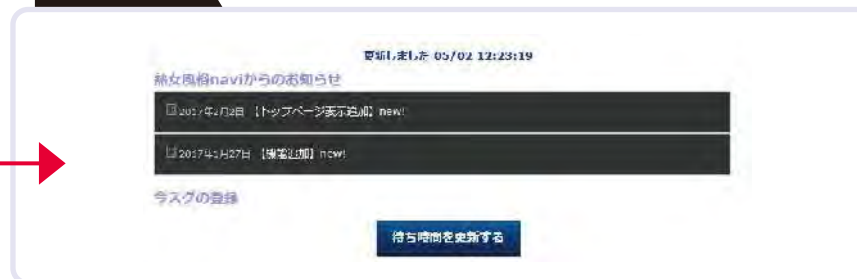 更新しました 05/02 12:23:19
熟女風俗naviからのお知らせ
2017年2月2日 【トップページ表示追加】 new!
2017年1月27日 【機能追加】 new!
今スグの登録
待ち時間を更新する